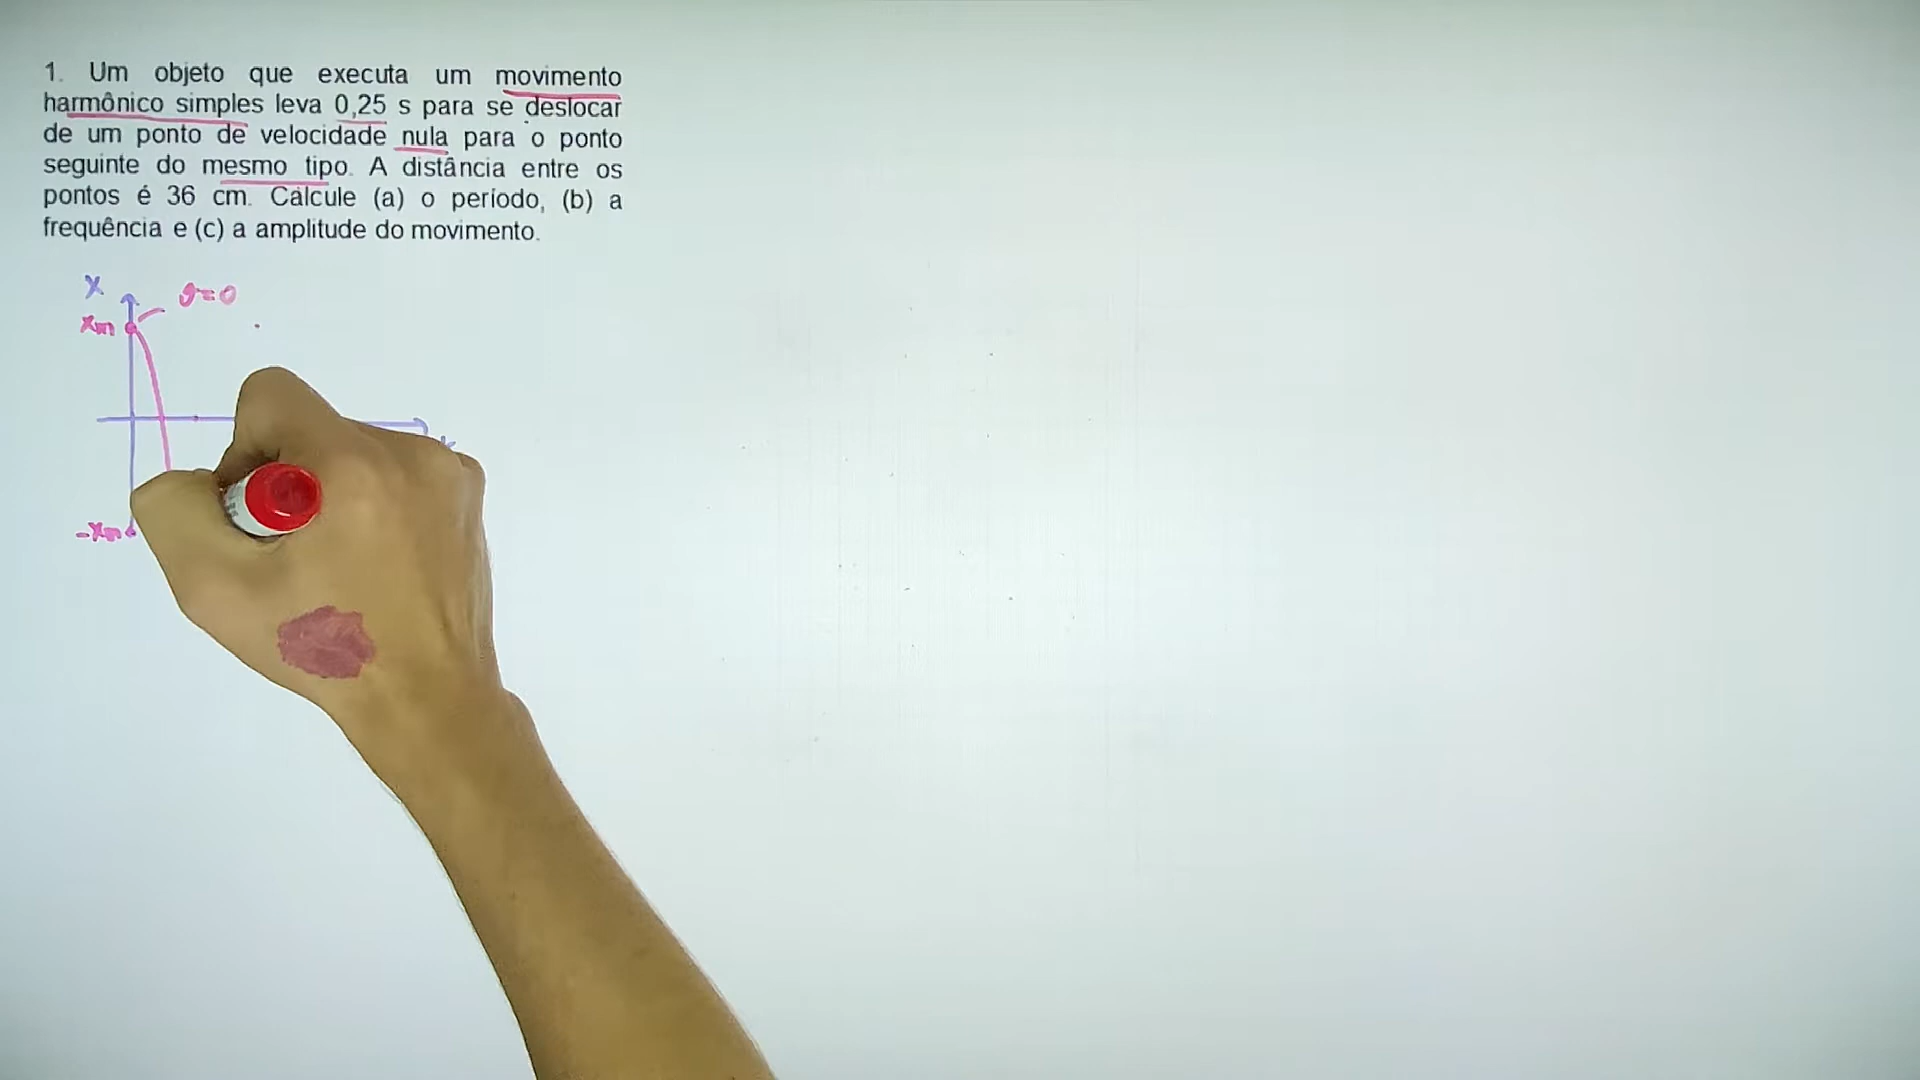 1. Um objeto que executa um movimento
harmônico simples leva 0,25 s para se deslocar
de um ponto de velocidade nula para o ponto
seguinte do mesmo tipo. A distância entre os
pontos é 36 cm. Calcule (a) o período, (b) a
frequência e (c) a amplitude do movimento.
x
xm
-xm